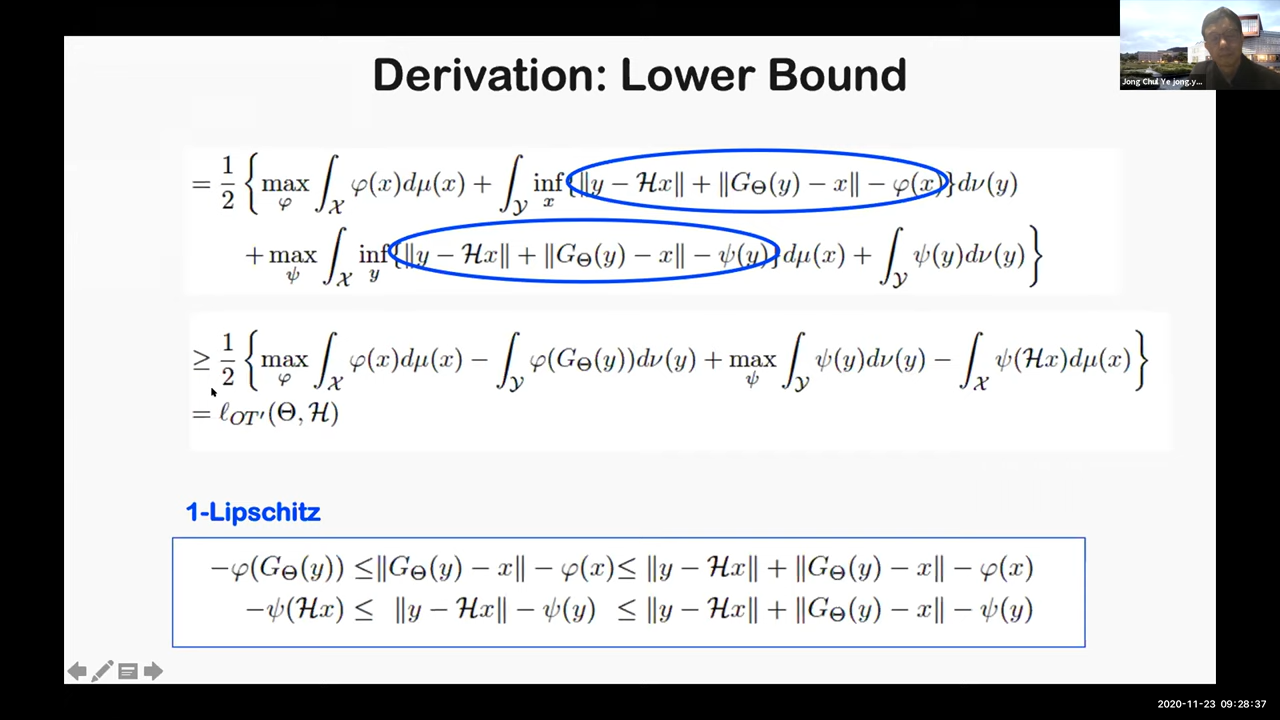 Jong Chul Ye jong.y...
Derivation: Lower Bound
= 1/2 { max_φ ∫_𝒳 φ(x)dμ(x) + ∫_𝒴 inf_x {‖y − ℋx‖ + ‖G_Θ(y) − x‖ − φ(x)}dν(y)
+ max_ψ ∫_𝒳 inf_y {‖y − ℋx‖ + ‖G_Θ(y) − x‖ − ψ(y)}dμ(x) + ∫_𝒴 ψ(y)dν(y) }
≥ 1/2 { max_φ ∫_𝒳 φ(x)dμ(x) − ∫_𝒴 φ(G_Θ(y))dν(y) + max_ψ ∫_𝒴 ψ(y)dν(y) − ∫_𝒳 ψ(ℋx)dμ(x) }
= ℓ_{OT'}(Θ, ℋ)
1-Lipschitz
−φ(G_Θ(y)) ≤ ‖G_Θ(y) − x‖ − φ(x) ≤ ‖y − ℋx‖ + ‖G_Θ(y) − x‖ − φ(x)
−ψ(ℋx) ≤ ‖y − ℋx‖ − ψ(y) ≤ ‖y − ℋx‖ + ‖G_Θ(y) − x‖ − ψ(y)
2020-11-23 09:28:37